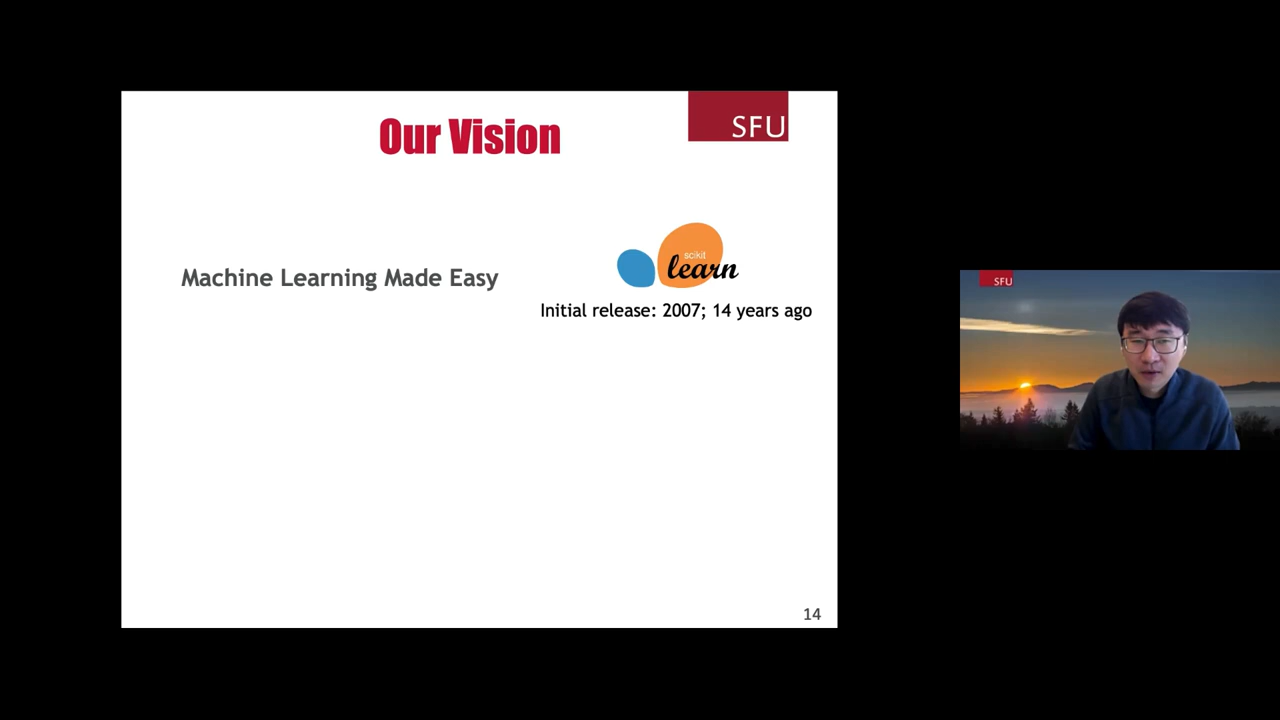 Our Vision
SFU
Machine Learning Made Easy
scikit
learn
Initial release: 2007; 14 years ago
14
SFU